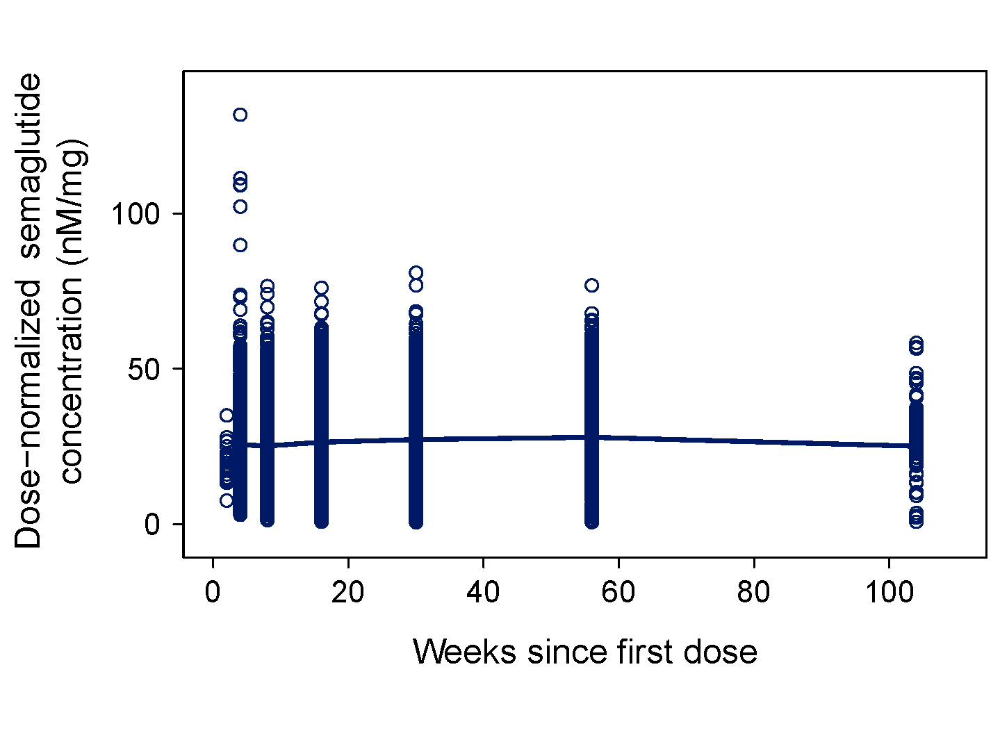 Dose-normalized semaglutide
concentration (nM/mg)
100
50
0
0 20 40 60 80 100
Weeks since first dose